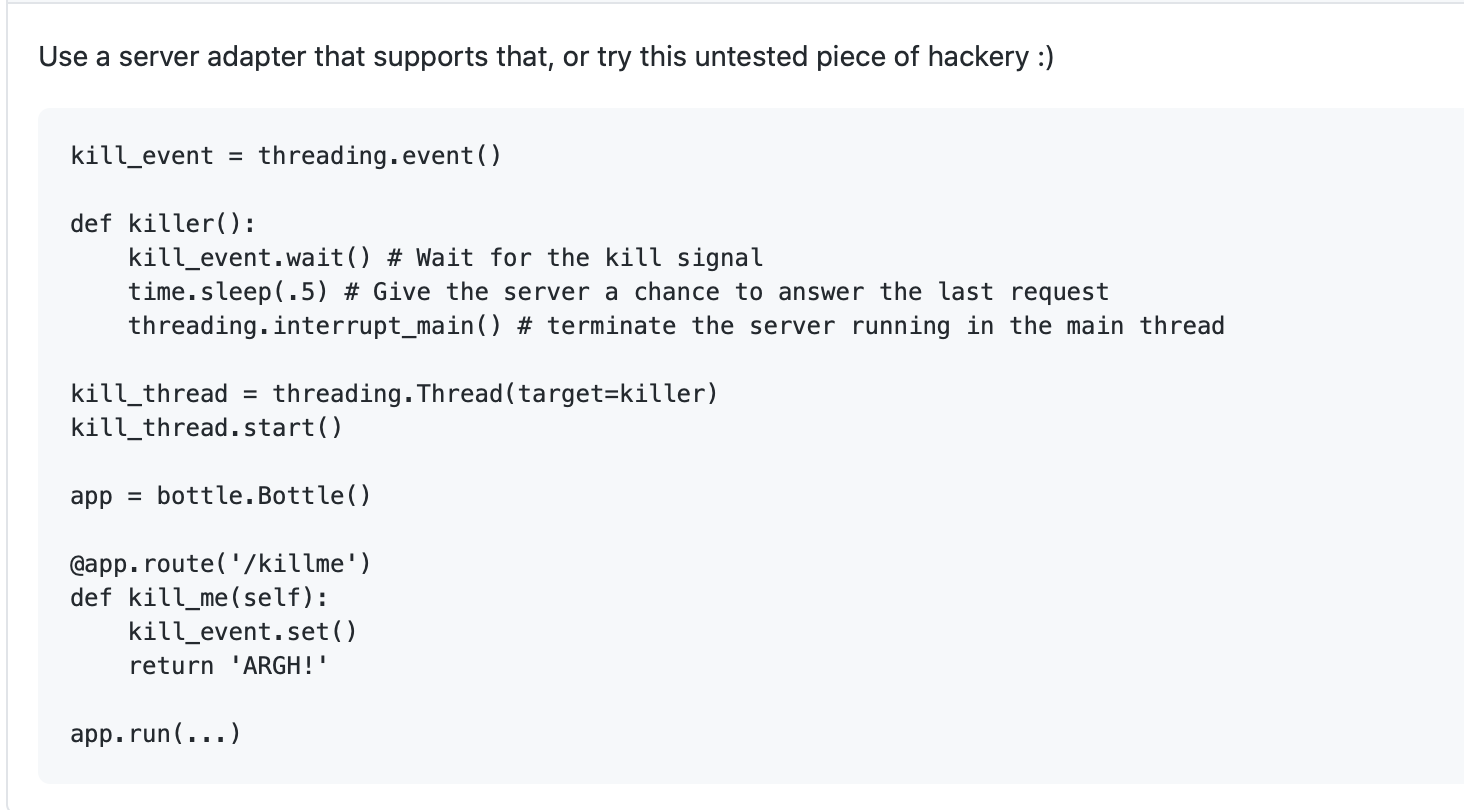 Use a server adapter that supports that, or try this untested piece of hackery :)
kill_event = threading.event()
def killer():
    kill_event.wait() # Wait for the kill signal
    time.sleep(.5) # Give the server a chance to answer the last request
    threading.interrupt_main() # terminate the server running in the main thread
kill_thread = threading.Thread(target=killer)
kill_thread.start()
app = bottle.Bottle()
@app.route('/killme')
def kill_me(self):
    kill_event.set()
    return 'ARGH!'
app.run(...)